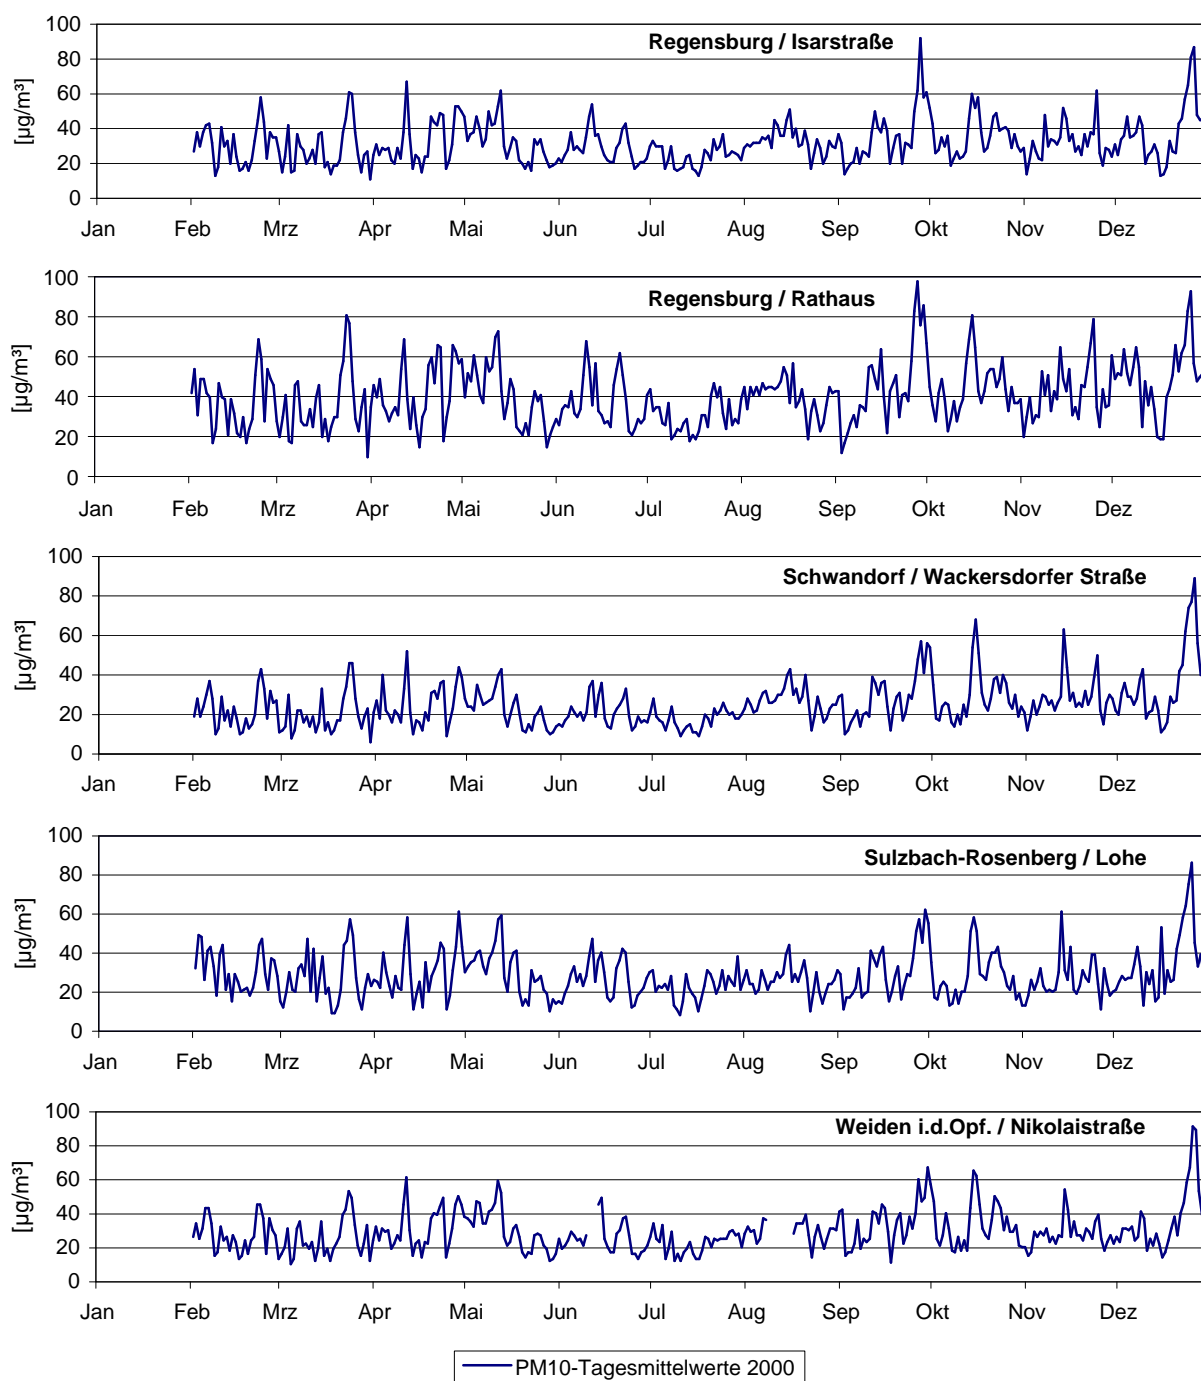 Regensburg / Isarstraße
[µg/m³]
100
80
60
40
20
0
Jan Feb Mrz Apr Mai Jun Jul Aug Sep Okt Nov Dez
Regensburg / Rathaus
[µg/m³]
100
80
60
40
20
0
Jan Feb Mrz Apr Mai Jun Jul Aug Sep Okt Nov Dez
Schwandorf / Wackersdorfer Straße
[µg/m³]
100
80
60
40
20
0
Jan Feb Mrz Apr Mai Jun Jul Aug Sep Okt Nov Dez
Sulzbach-Rosenberg / Lohe
[µg/m³]
100
80
60
40
20
0
Jan Feb Mrz Apr Mai Jun Jul Aug Sep Okt Nov Dez
Weiden i.d.Opf. / Nikolaistraße
[µg/m³]
100
80
60
40
20
0
Jan Feb Mrz Apr Mai Jun Jul Aug Sep Okt Nov Dez
PM10-Tagesmittelwerte 2000